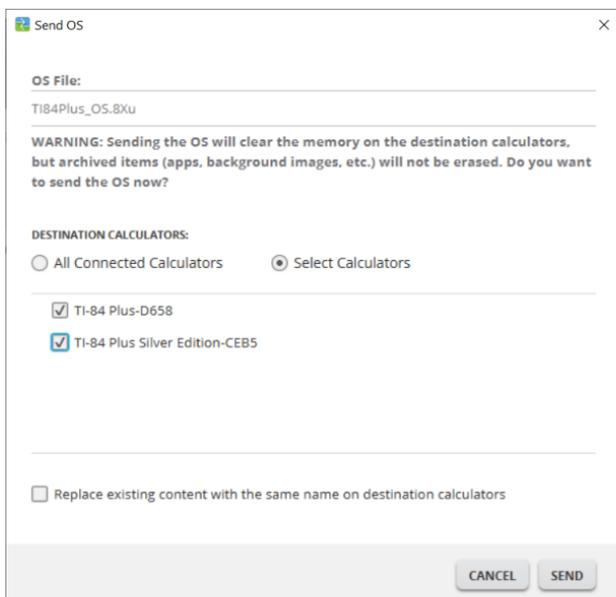 Send OS
OS File:
TI84Plus_OS.8Xu
WARNING: Sending the OS will clear the memory on the destination calculators,
but archived items (apps, background images, etc.) will not be erased. Do you want
to send the OS now?
DESTINATION CALCULATORS:
All Connected Calculators Select Calculators
TI-84 Plus-D658
TI-84 Plus Silver Edition-CEB5
Replace existing content with the same name on destination calculators
CANCEL SEND